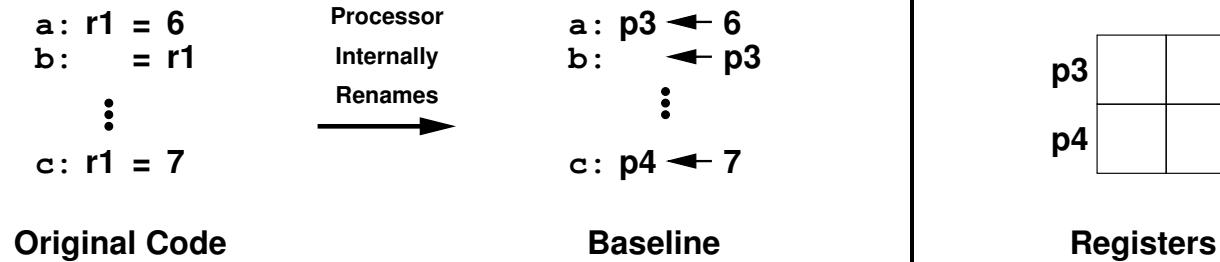 a: r1 = 6
b: = r1
c: r1 = 7
Original Code
Processor
Internally
Renames
a: p3 ← 6
b: ← p3
c: p4 ← 7
Baseline
p3
p4
Registers